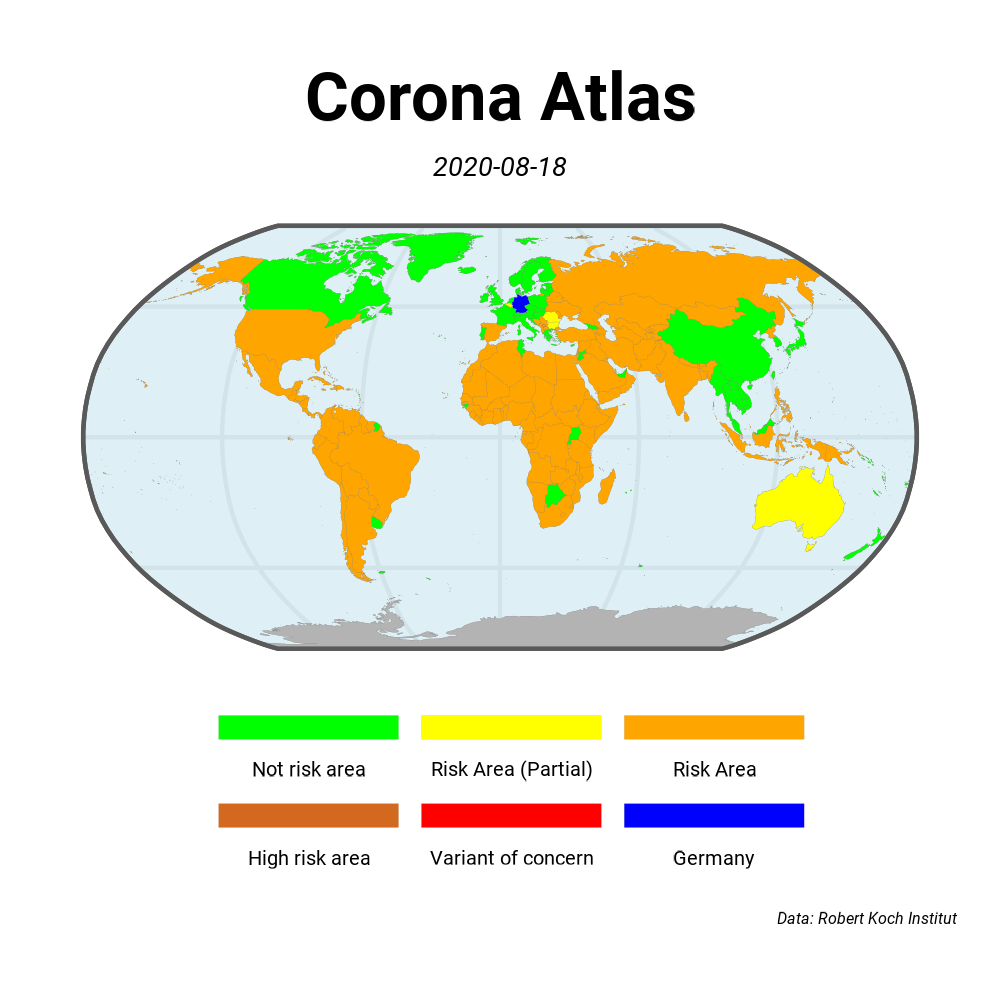 Corona Atlas
2020-08-18
Not risk area
Risk Area (Partial)
Risk Area
High risk area
Variant of concern
Germany
Data: Robert Koch Institut